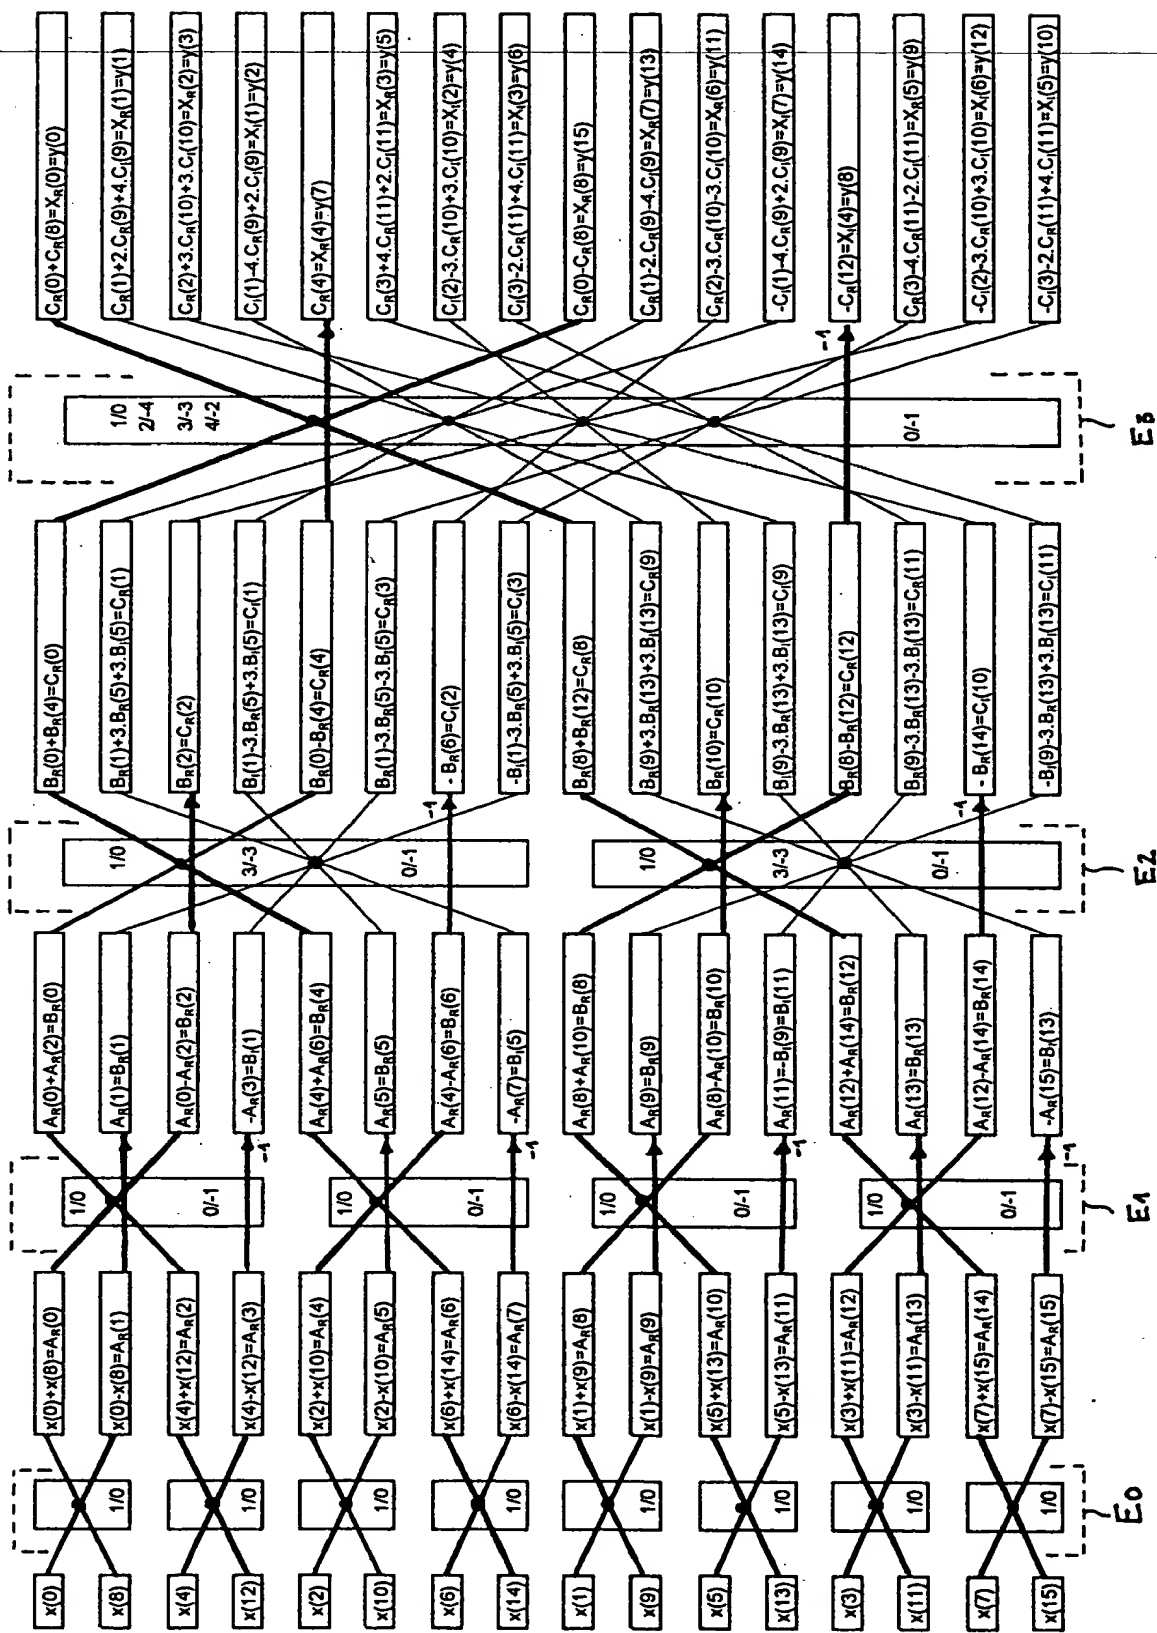 x(0)
x(8)
x(4)
x(12)
x(2)
x(10)
x(6)
x(14)
x(1)
x(9)
x(5)
x(13)
x(3)
x(11)
x(7)
x(15)
1/0
1/0
1/0
1/0
1/0
1/0
1/0
1/0
E0
x(0)+x(8)=AR(0)
x(0)-x(8)=AR(1)
x(4)+x(12)=AR(2)
x(4)-x(12)=AR(3)
x(2)+x(10)=AR(4)
x(2)-x(10)=AR(5)
x(6)+x(14)=AR(6)
x(6)-x(14)=AR(7)
x(1)+x(9)=AR(8)
x(1)-x(9)=AR(9)
x(5)+x(13)=AR(10)
x(5)-x(13)=AR(11)
x(3)+x(11)=AR(12)
x(3)-x(11)=AR(13)
x(7)+x(15)=AR(14)
x(7)-x(15)=AR(15)
1/0
0/-1
1/0
0/-1
1/0
0/-1
1/0
0/-1
E1
-1
-1
-1
-1
AR(0)+AR(2)=BR(0)
AR(1)=BR(1)
AR(0)-AR(2)=BR(2)
-AR(3)=BI(1)
AR(4)+AR(6)=BR(4)
AR(5)=BR(5)
AR(4)-AR(6)=BR(6)
-AR(7)=BI(5)
AR(8)+AR(10)=BR(8)
AR(9)=BR(9)
AR(8)-AR(10)=BR(10)
AR(11)=-BI(9)=BI(11)
AR(12)+AR(14)=BR(12)
AR(13)=BR(13)
AR(12)-AR(14)=BR(14)
-AR(15)=BI(13)
1/0
3/-3
0/-1
1/0
3/-3
0/-1
E2
-1
-1
BR(0)+BR(4)=CR(0)
BR(1)+3.BR(5)+3.BI(5)=CR(1)
BR(2)=CR(2)
BI(1)-3.BR(5)+3.BI(5)=CI(1)
BR(0)-BR(4)=CR(4)
BR(1)-3.BR(5)-3.BI(5)=CR(3)
- BR(6)=CI(2)
-BI(1)-3.BR(5)+3.BI(5)=CI(3)
BR(8)+BR(12)=CR(8)
BR(9)+3.BR(13)+3.BI(13)=CR(9)
BR(10)=CR(10)
BI(9)-3.BR(13)+3.BI(13)=CI(9)
BR(8)-BR(12)=CR(12)
BR(9)-3.BR(13)-3.BI(13)=CR(11)
- BR(14)=CI(10)
-BI(9)-3.BR(13)+3.BI(13)=CI(11)
1/0
2/-4
3/-3
4/-2
0/-1
E3
-1
CR(0)+CR(8)=XR(0)=y(0)
CR(1)+2.CR(9)+4.CI(9)=XR(1)=y(1)
CR(2)+3.CR(10)+3.CI(10)=XR(2)=y(3)
CI(1)-4.CR(9)+2.CI(9)=XI(1)=y(2)
CR(4)=XR(4)=y(7)
CR(3)+4.CR(11)+2.CI(11)=XR(3)=y(5)
CI(2)-3.CR(10)+3.CI(10)=XI(2)=y(4)
CI(3)-2.CR(11)+4.CI(11)=XI(3)=y(6)
CR(0)-CR(8)=XR(8)=y(15)
CR(1)-2.CR(9)-4.CI(9)=XR(7)=y(13)
CR(2)-3.CR(10)-3.CI(10)=XR(6)=y(11)
-CI(1)-4.CR(9)+2.CI(9)=XI(7)=y(14)
-CR(12)=XI(4)=y(8)
CR(3)-4.CR(11)-2.CI(11)=XR(5)=y(9)
-CI(2)-3.CR(10)+3.CI(10)=XI(6)=y(12)
-CI(3)-2.CR(11)+4.CI(11)=XI(5)=y(10)